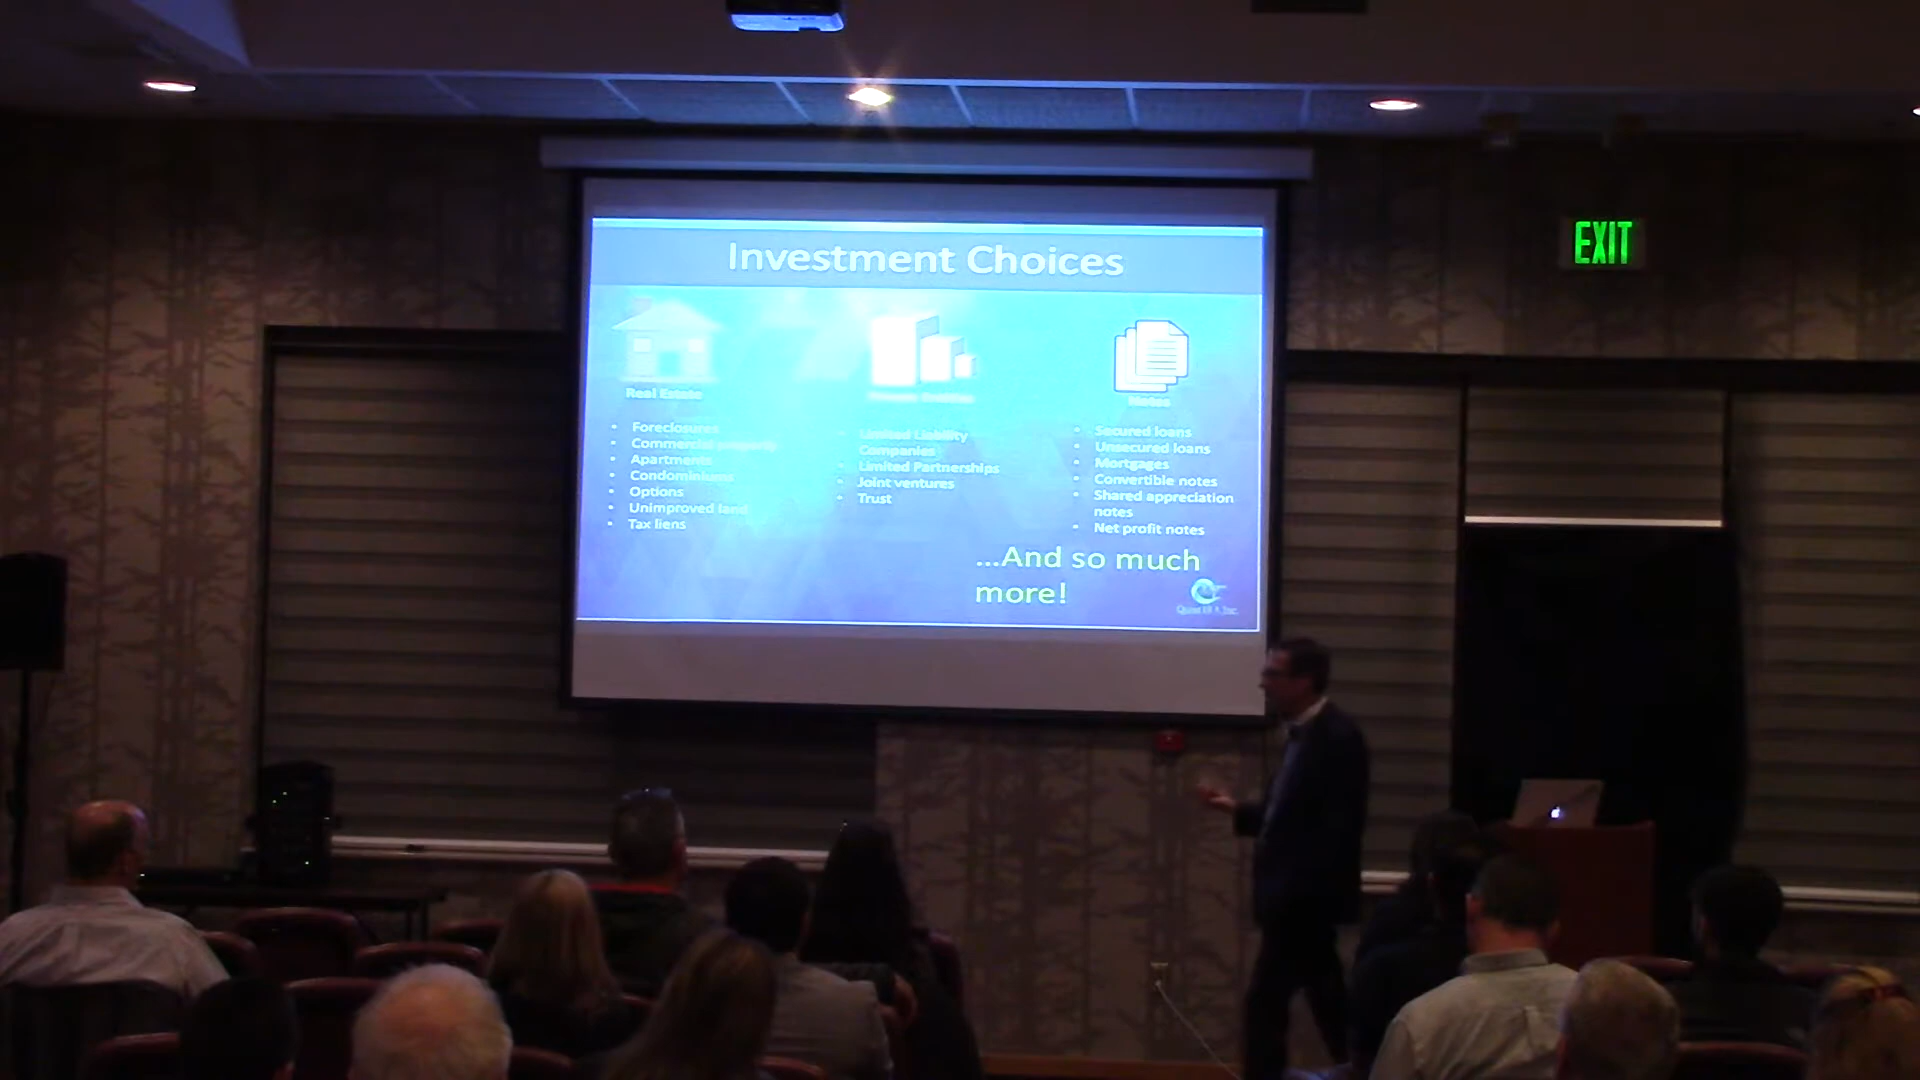 Investment Choices
EXIT
Real Estate
Notes
Foreclosures
Commercial property
Apartments
Condominiums
Options
Unimproved land
Tax liens
Limited Liability
Companies
Limited Partnerships
Joint ventures
Trust
Secured loans
Unsecured loans
Mortgages
Convertible notes
Shared appreciation
notes
Net profit notes
...And so much
more!